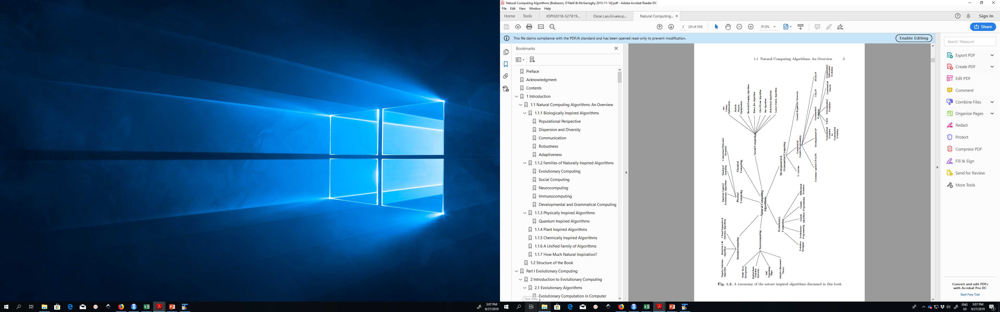 Natural Computing Algorithms [Brabazon, O'Neill & McGarraghy 2015-11-14].pdf - Adobe Acrobat Reader DC
File Edit View Window Help
Home Tools JOPH2018-527819... Oscar.Lao.Grueso.p... Natural Computing... × Sign In
3 (24 of 554) 97.6% Share
This file claims compliance with the PDF/A standard and has been opened read-only to prevent modification. Enable Editing
Bookmarks
Preface
Acknowledgment
Contents
1 Introduction
1.1 Natural Computing Algorithms: An Overview
1.1.1 Biologically Inspired Algorithms
Populational Perspective
Dispersion and Diversity
Communication
Robustness
Adaptiveness
1.1.2 Families of Naturally Inspired Algorithms
Evolutionary Computing
Social Computing
Neurocomputing
Immunocomputing
Developmental and Grammatical Computing
1.1.3 Physically Inspired Algorithms
Quantum Inspired Algorithms
1.1.4 Plant Inspired Algorithms
1.1.5 Chemically Inspired Algorithms
1.1.6 A Unified Family of Algorithms
1.1.7 How Much Natural Inspiration?
1.2 Structure of the Book
Part I Evolutionary Computing
2 Introduction to Evolutionary Computing
2.1 Evolutionary Algorithms
Evolutionary Computation in Computer
Task View
1.1 Natural Computing Algorithms: An Overview 3
Ant
Colony
Optimisation
Particle
Swarm
Optimisation
Bacterial Foraging Algorithm
Honey Bee Algorithm
Glow Worm Algorithm
Bat Algorithm
Fish School Algorithm
Locust Swarm Algorithm
Social Computing
Constrained Molecular
Dynamics
Simulated
Annealing
Quantum-inspired
Evolutionary Algorithm
Physical
Computing
Chemical
Computing
Natural Computing
Algorithms
Developmental &
Grammatical Computing
Genetic Regulatory Networks
Grammatical
Genetic Programming
L-systems
DTAG3P
TAG3P
Grammatical
Evolution
Developmental GP
Grammar-guided GP (G3P)
Grammatical
Differential
Evolution
Grammatical
Swarm
πGrammatical
Evolution
TAGE
Grammatical
Evolution
by
Grammatical
Evolution
Evolutionary
Computing
Differential
Evolution
Genetic
Programming
Genetic
Algorithms
Evolutionary
Programming
Evolution
Strategies
Immunocomputing
Clonal Expansion &
Selection Algorithms
Dendritic Cell
Algorithm
Negative Selection
Algorithm
Neurocomputing
Multi-layer
Perceptrons
Radial Basis
Function
Networks
Self
Organising
Maps
Adaptive Resonance
Theory
Fig. 1.2. A taxonomy of the nature inspired algorithms discussed in this book
Search 'Measure'
Export PDF
Create PDF
Edit PDF
Comment
Combine Files
Organize Pages
Redact
Protect
Compress PDF
Fill & Sign
Send for Review
More Tools
Convert and edit PDFs
with Acrobat Pro DC
Start Free Trial
3:07 PM
9/27/2019
ENG
US
3:07 PM
9/27/2019